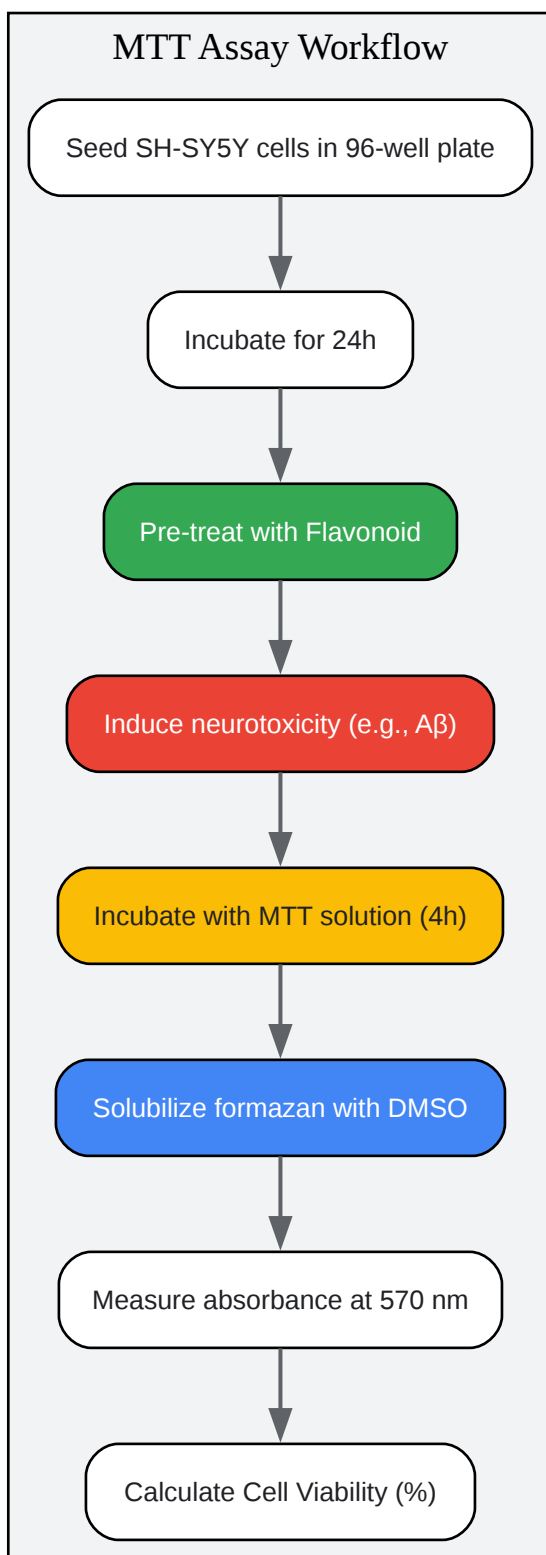 MTT Assay Workflow
Seed SH-SY5Y cells in 96-well plate
Incubate for 24h
Pre-treat with Flavonoid
Induce neurotoxicity (e.g., Aβ)
Incubate with MTT solution (4h)
Solubilize formazan with DMSO
Measure absorbance at 570 nm
Calculate Cell Viability (%)